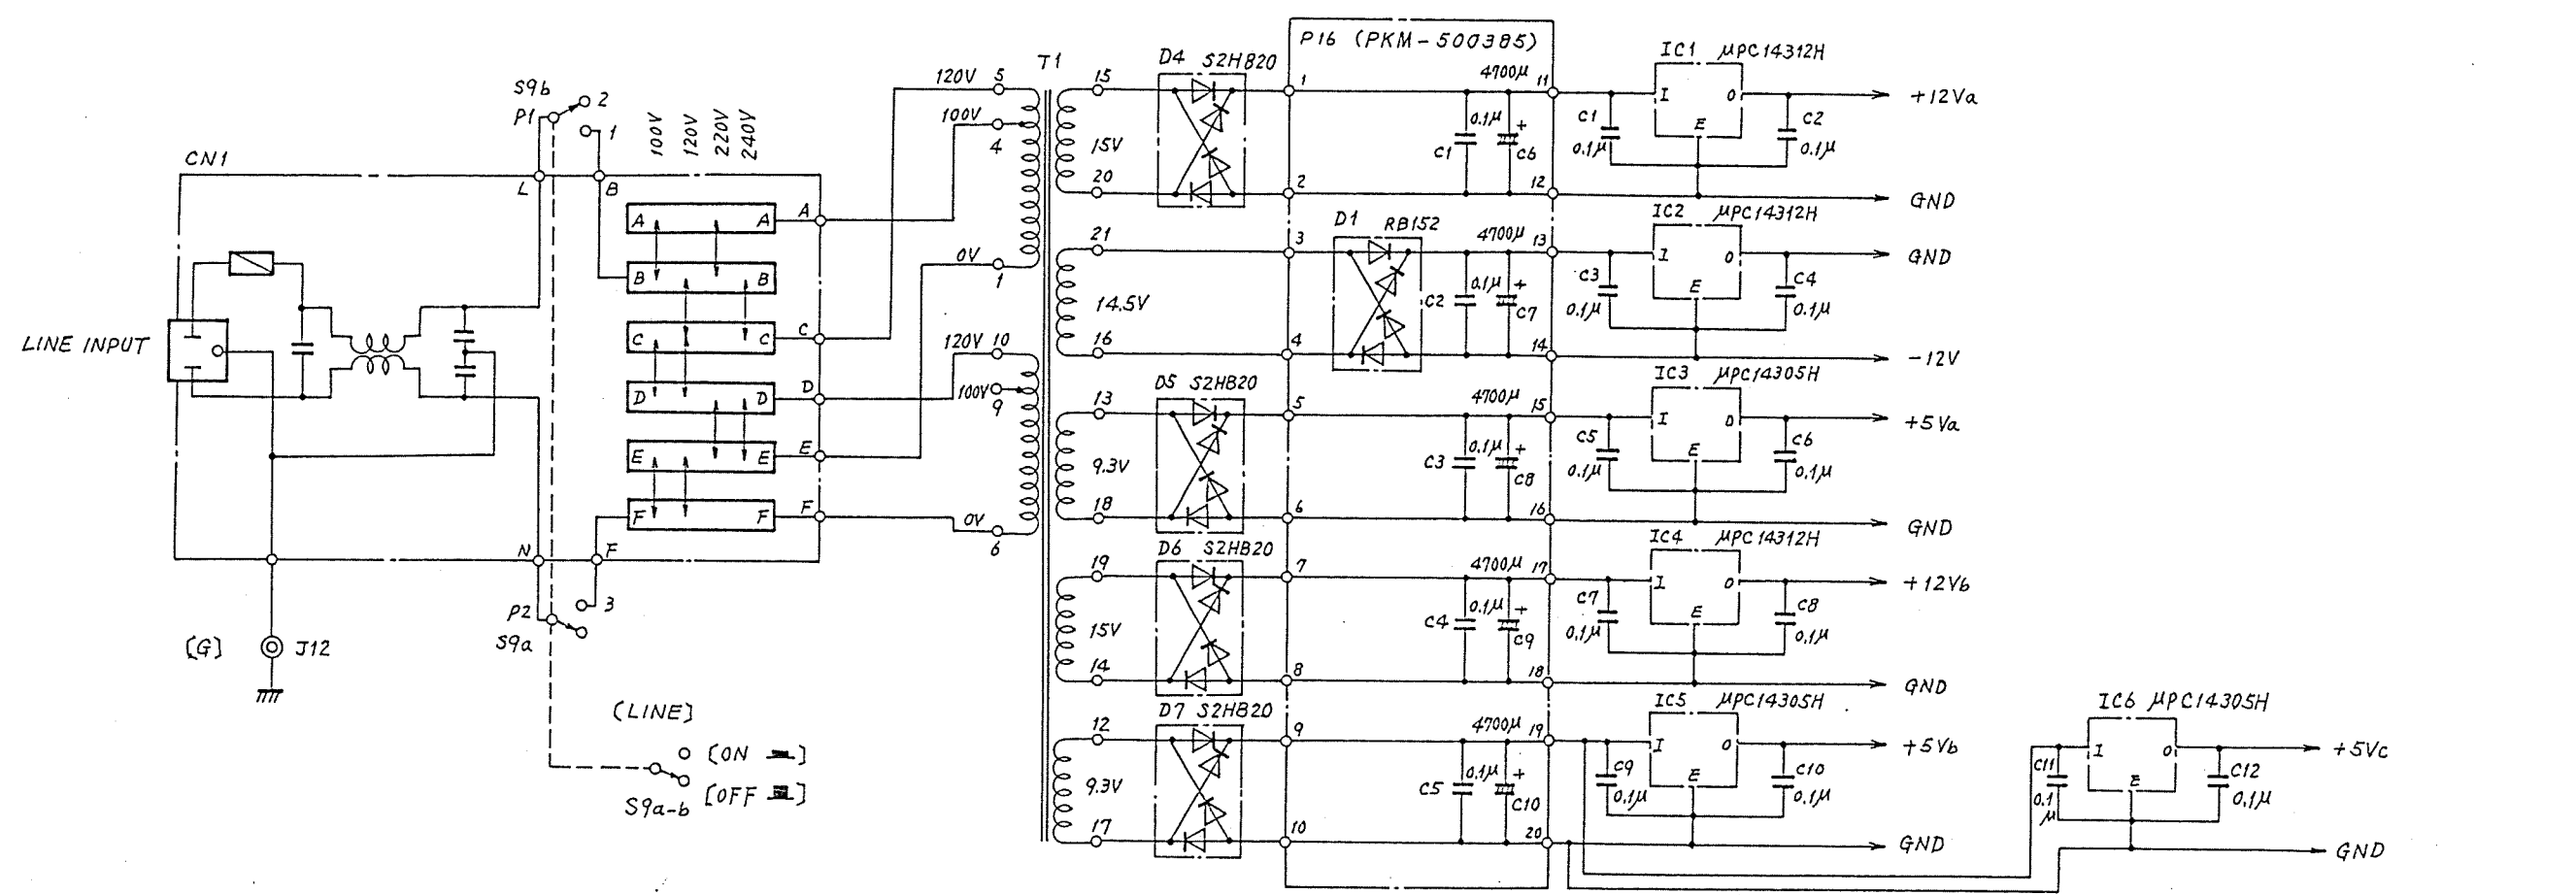 LINE INPUT
CN1
S9b
P1
2
1
L
B
100V
120V
220V
240V
A
A
A
B
B
C
C
C
D
D
D
E
E
E
F
F
F
N
F
P2
S9a
3
[G]
J12
[LINE]
[ON
]
[OFF
]
S9a-b
T1
120V
5
100V
4
0V
1
120V
10
100V
9
0V
6
15
15V
20
21
14.5V
16
13
9.3V
18
19
15V
14
12
9.3V
17
D4 S2HB20
D1 RB152
D5 S2HB20
D6 S2HB20
D7 S2HB20
P16 (PKM-500385)
1
4700μ
11
0.1μ
+
C1
C6
2
12
3
4700μ
13
0.1μ
+
C2
C7
4
14
5
4700μ
15
0.1μ
+
C3
C8
6
16
7
4700μ
17
0.1μ
+
C4
C9
8
18
9
4700μ
19
0.1μ
+
C5
C10
10
20
IC1 μPC14312H
I
O
E
C1
0.1μ
C2
0.1μ
+12Va
GND
IC2 μPC14312H
I
O
E
C3
0.1μ
C4
0.1μ
GND
-12V
IC3 μPC14305H
I
O
E
C5
0.1μ
C6
0.1μ
+5Va
GND
IC4 μPC14312H
I
O
E
C7
0.1μ
C8
0.1μ
+12Vb
GND
IC5 μPC14305H
I
O
E
C9
0.1μ
C10
0.1μ
+5Vb
GND
IC6 μPC14305H
I
O
E
C11
0.1
μ
C12
0.1μ
+5Vc
GND